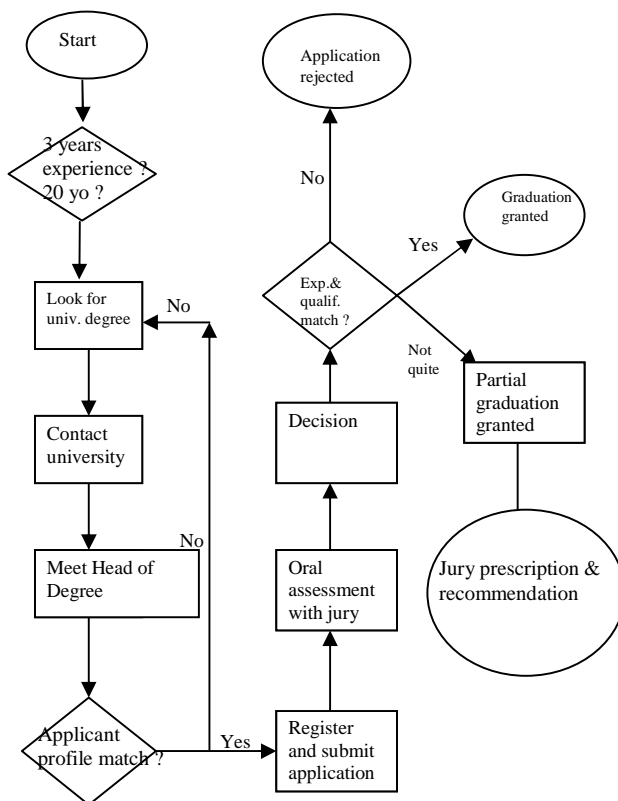 Start
3 years
experience ?
20 yo ?
Look for
univ. degree
No
Contact
university
No
Meet Head of
Degree
Applicant
profile match ?
Yes
Register
and submit
application
Oral
assessment
with jury
Decision
Exp.&
qualif.
match ?
No
Application
rejected
Yes
Graduation
granted
Not
quite
Partial
graduation
granted
Jury prescription &
recommendation